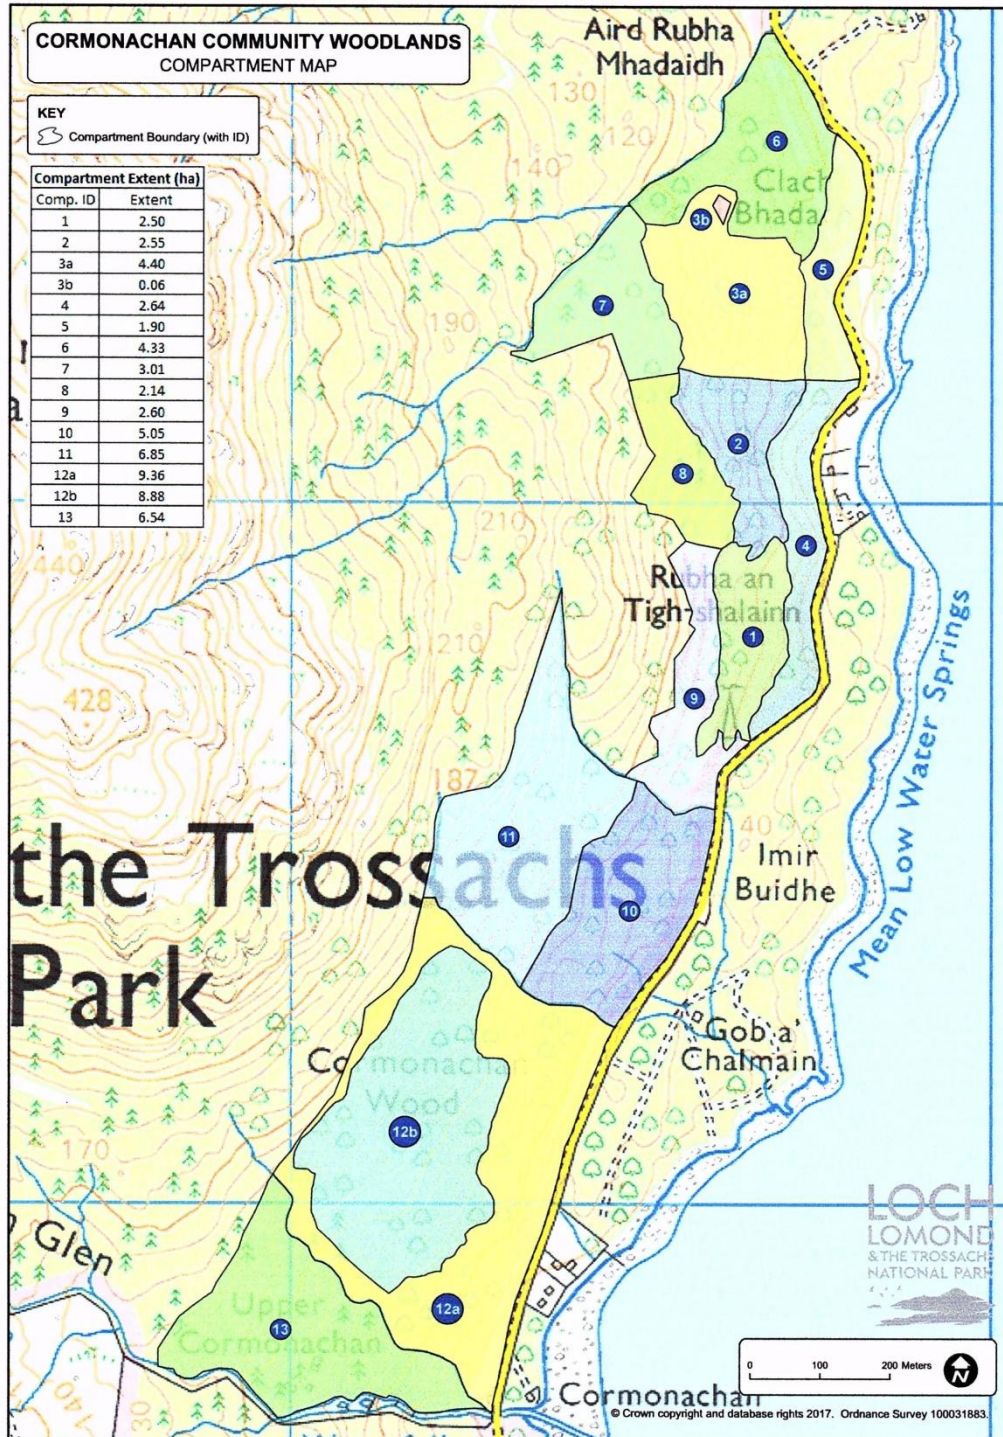 CORMONACHAN COMMUNITY WOODLANDS
COMPARTMENT MAP
KEY
Compartment Boundary (with ID)
Compartment Extent (ha)
Comp. ID Extent
1 2.50
2 2.55
3a 4.40
3b 0.06
4 2.64
5 1.90
6 4.33
7 3.01
8 2.14
9 2.60
10 5.05
11 6.85
12a 9.36
12b 8.88
13 6.54
Aird Rubha
Mhadaidh
130
120
140
6
Clach
Bhada
3b
5
3a
7
190
2
8
210
4
440
Rubha an
Tigh-shalainn
1
210
9
428
187
11
40
Imir
Buidhe
Mean Low Water Springs
the Trossachs
10
Park
Gob a'
Chalmain
Cormonachan
Wood
12b
170
Glen
LOCH
LOMOND
& THE TROSSACHS
NATIONAL PARK
12a
Upper
Cormonachan
13
140
30
0 100 200 Meters
N
Cormonachan
© Crown copyright and database rights 2017. Ordnance Survey 100031883.